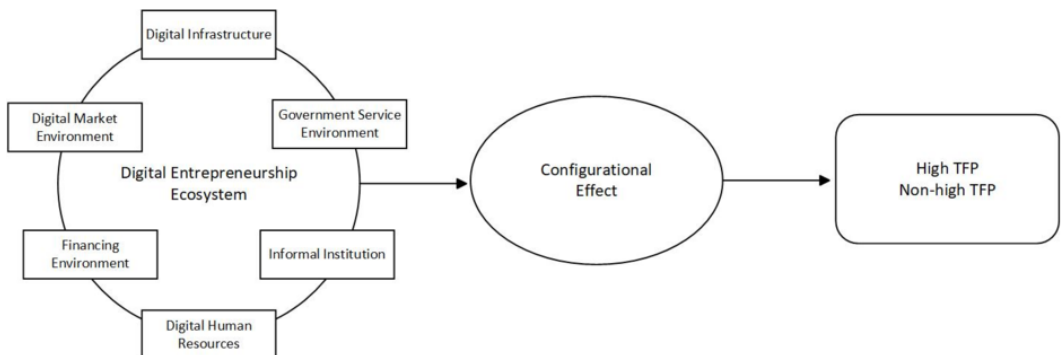 Digital Infrastructure
Digital Market
Environment
Government Service
Environment
Digital Entrepreneurship
Ecosystem
Configurational
Effect
High TFP
Non-high TFP
Financing
Environment
Informal Institution
Digital Human
Resources